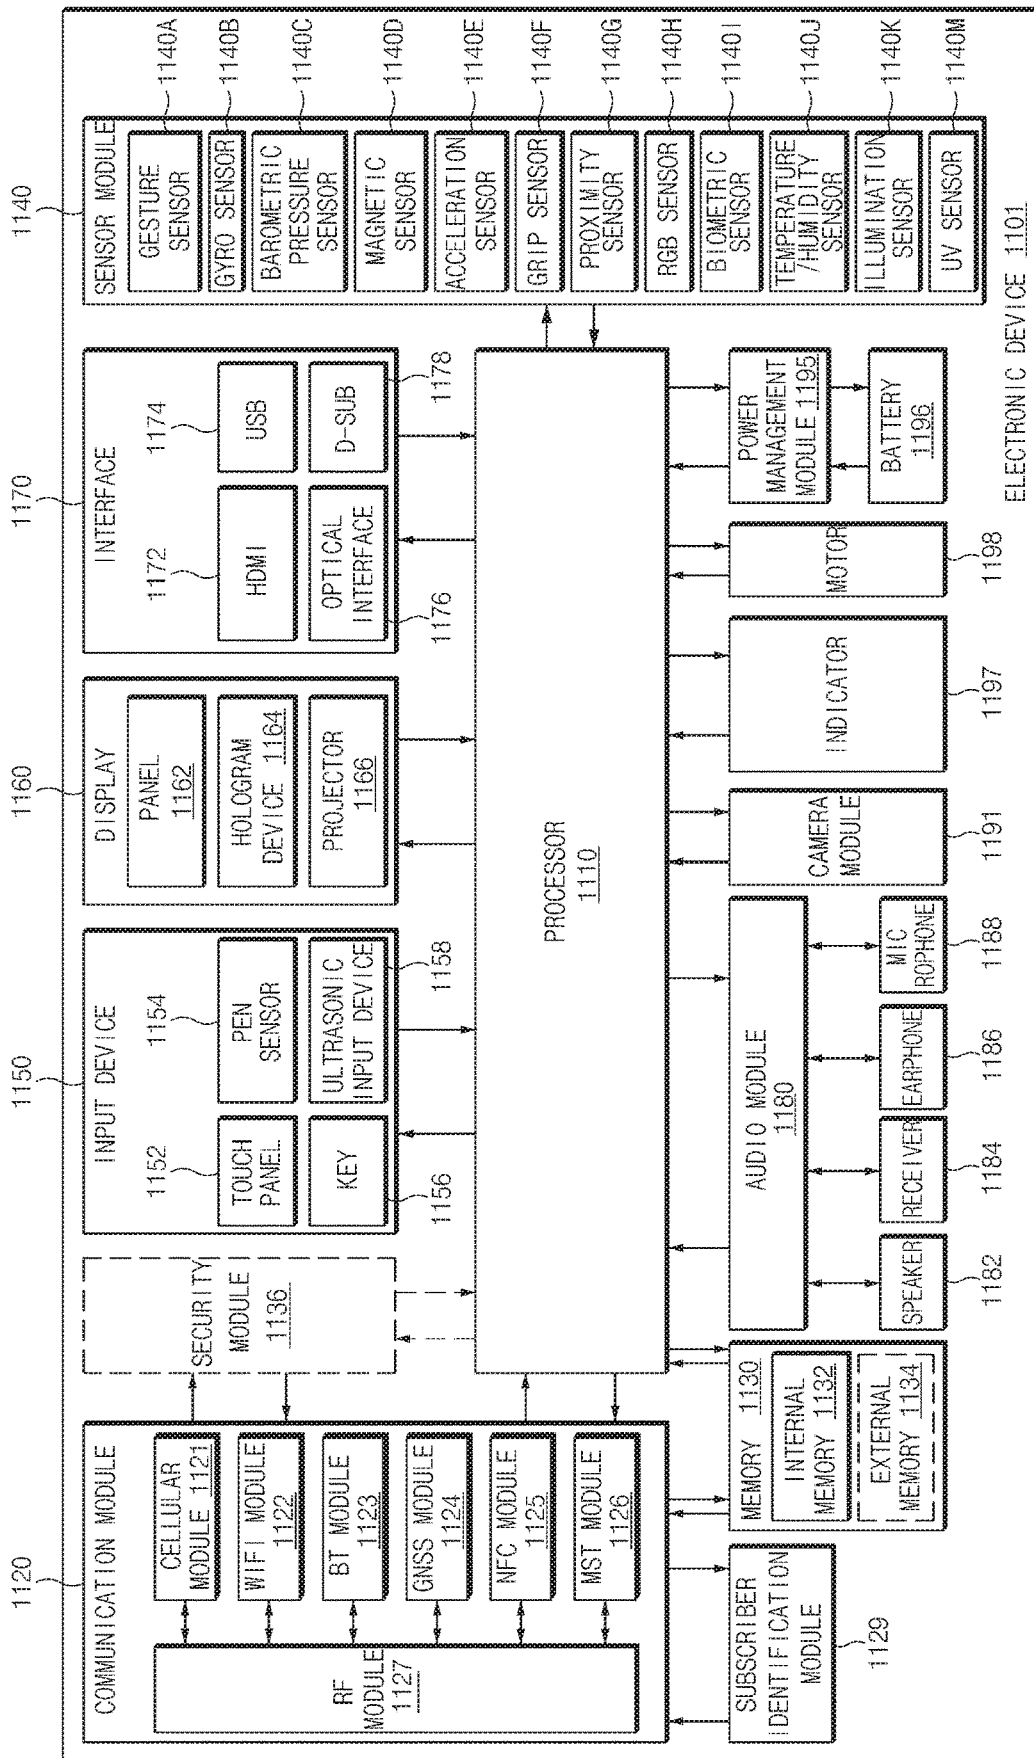 ELECTRONIC DEVICE 1101
1120
COMMUNICATION MODULE
RF
MODULE
1127
CELLULAR
MODULE 1121
WIFI MODULE
1122
BT MODULE
1123
GNSS MODULE
1124
NFC MODULE
1125
MST MODULE
1126
SECURITY
MODULE
1136
1150
INPUT DEVICE
1152
TOUCH
PANEL
1154
PEN
SENSOR
KEY
1156
ULTRASONIC
INPUT DEVICE
1158
1160
DISPLAY
PANEL
1162
HOLOGRAM
DEVICE 1164
PROJECTOR
1166
1170
INTERFACE
1172
HDMI
1174
USB
OPTICAL
INTERFACE
1176
D-SUB
1178
1140
SENSOR MODULE
GESTURE
SENSOR
1140A
GYRO SENSOR
1140B
BAROMETRIC
PRESSURE
SENSOR
1140C
MAGNETIC
SENSOR
1140D
ACCELERATION
SENSOR
1140E
GRIP SENSOR
1140F
PROXIMITY
SENSOR
1140G
RGB SENSOR
1140H
BIOMETRIC
SENSOR
1140I
TEMPERATURE
/HUMIDITY
SENSOR
1140J
ILLUMINATION
SENSOR
1140K
UV SENSOR
1140M
PROCESSOR
1110
SUBSCRIBER
IDENTIFICATION
MODULE
1129
MEMORY 1130
INTERNAL
MEMORY 1132
EXTERNAL
MEMORY 1134
AUDIO MODULE
1180
SPEAKER
1182
RECEIVER
1184
EARPHONE
1186
MIC
ROPHONE
1188
CAMERA
MODULE
1191
INDICATOR
1197
MOTOR
1198
POWER
MANAGEMENT
MODULE 1195
BATTERY
1196